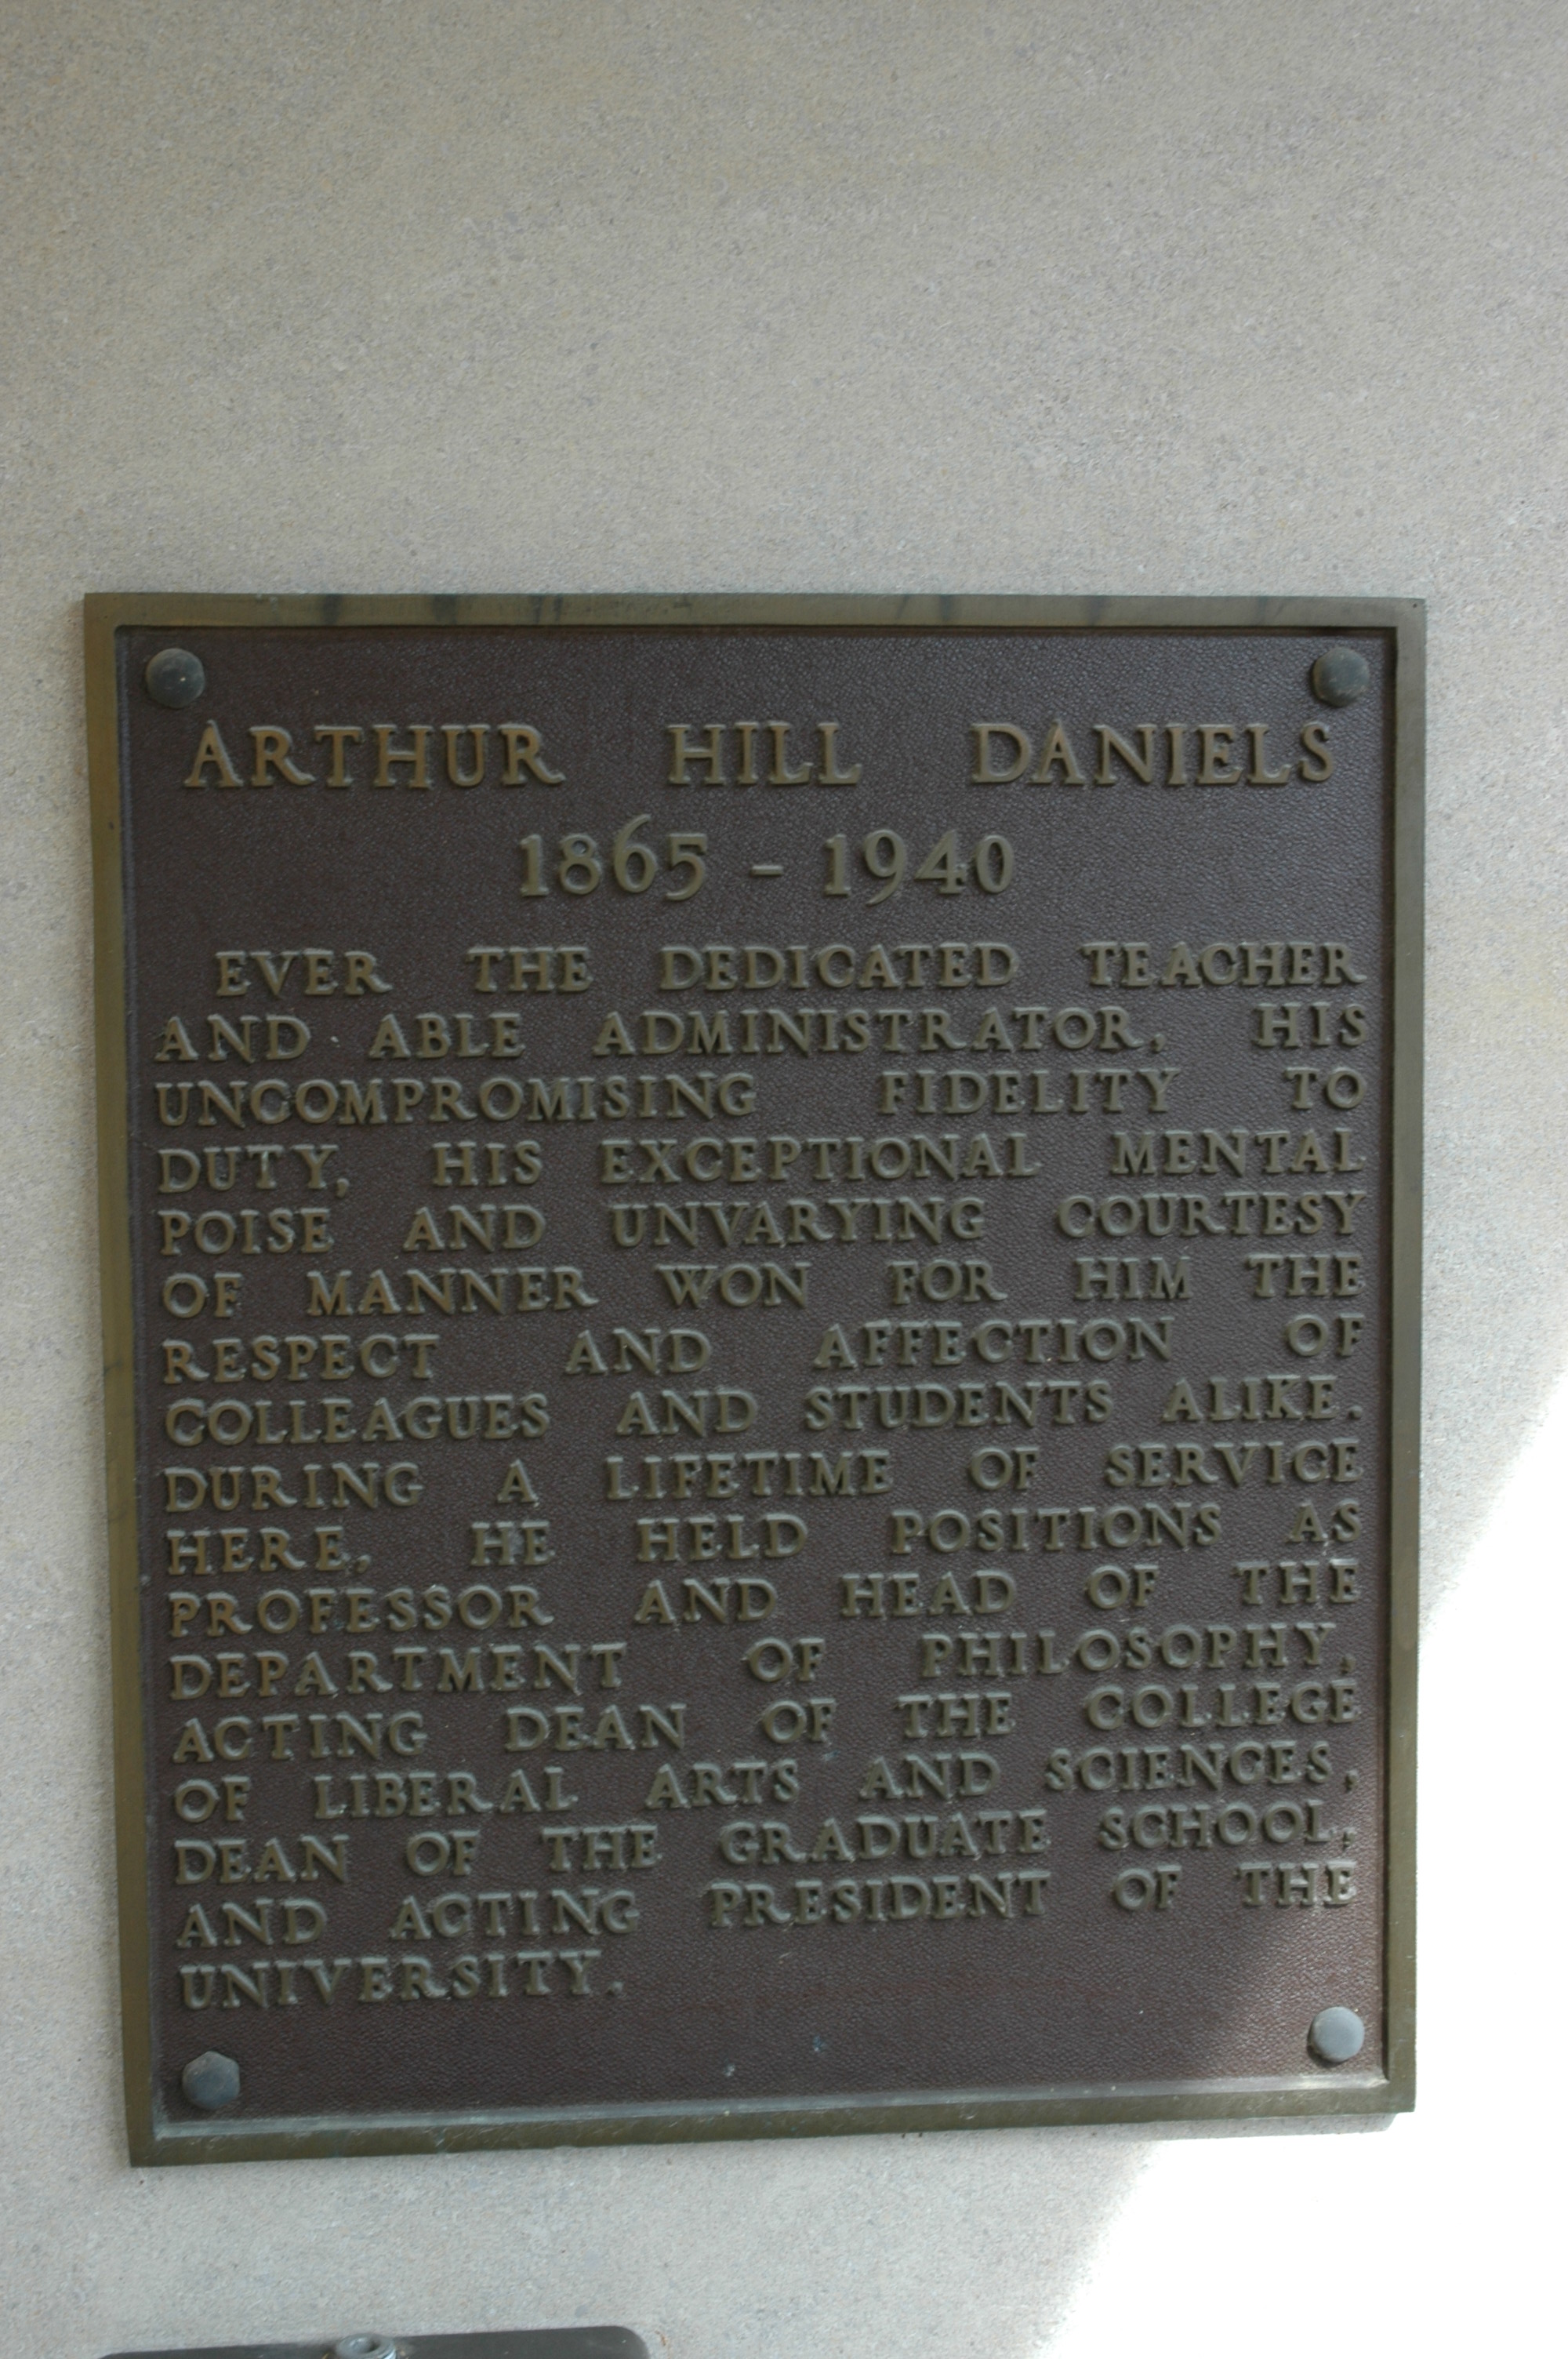 ARTHUR HILL DANIELS
1865 - 1940
EVER THE DEDICATED TEACHER
AND ABLE ADMINISTRATOR, HIS
UNCOMPROMISING FIDELITY TO
DUTY, HIS EXCEPTIONAL MENTAL
POISE AND UNVARYING COURTESY
OF MANNER WON FOR HIM THE
RESPECT AND AFFECTION OF
COLLEAGUES AND STUDENTS ALIKE.
DURING A LIFETIME OF SERVICE
HERE, HE HELD POSITIONS AS
PROFESSOR AND HEAD OF THE
DEPARTMENT OF PHILOSOPHY,
ACTING DEAN OF THE COLLEGE
OF LIBERAL ARTS AND SCIENCES,
DEAN OF THE GRADUATE SCHOOL,
AND ACTING PRESIDENT OF THE
UNIVERSITY.